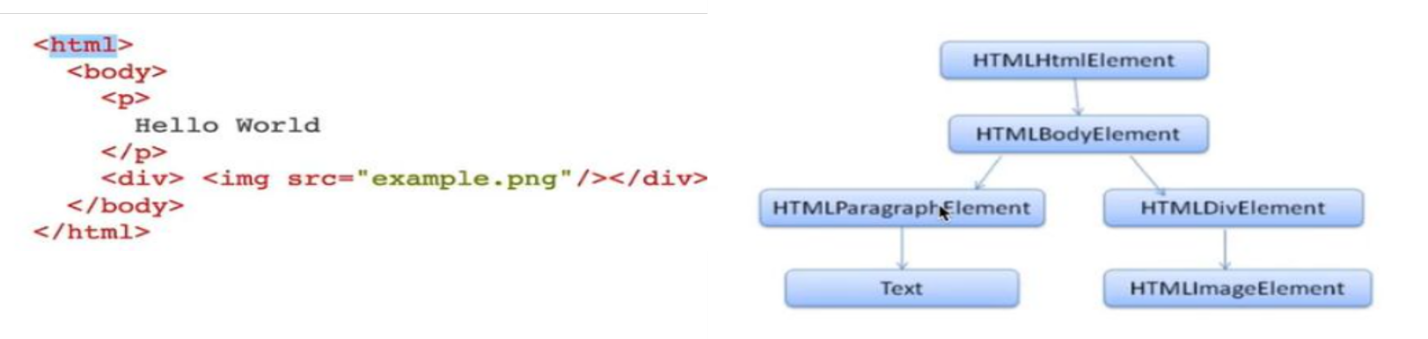 <html>
<body>
<p>
Hello World
</p>
<div> <img src="example.png"/></div>
</body>
</html>
HTMLHtmlElement
HTMLBodyElement
HTMLParagraphElement
HTMLDivElement
Text
HTMLImageElement